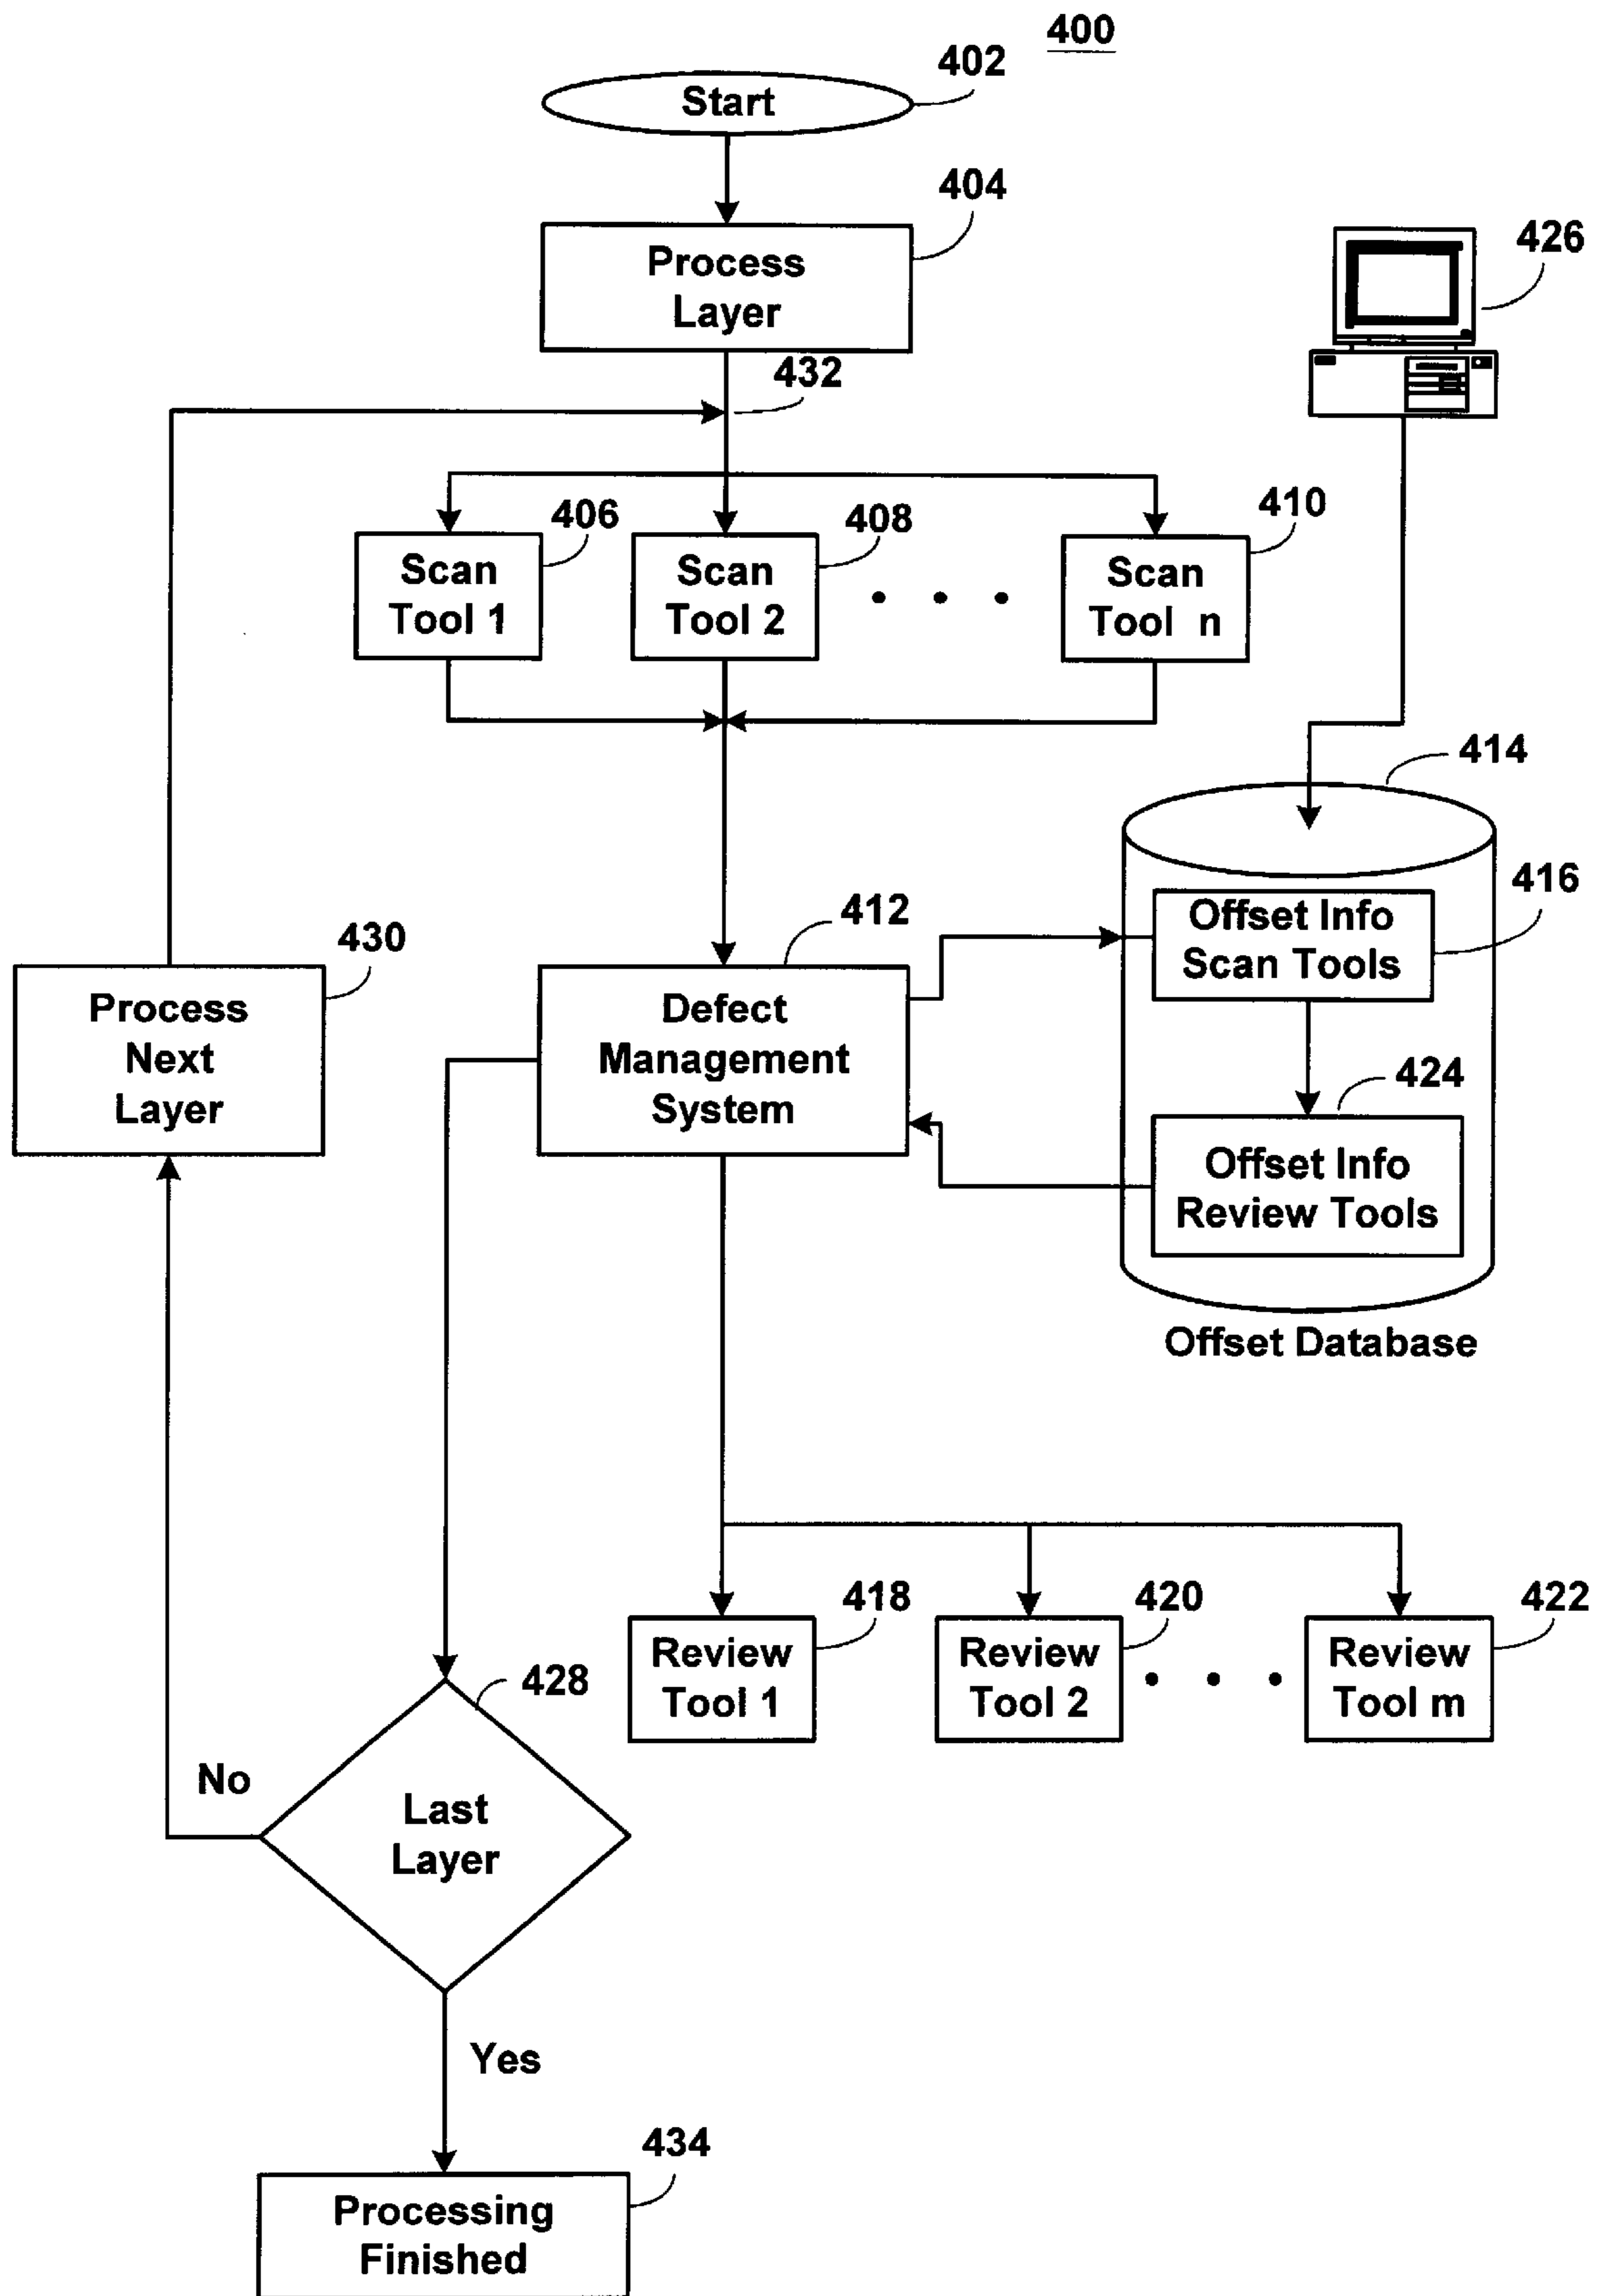 400
402
Start
404
Process
Layer
426
432
406
408
410
Scan
Tool 1
Scan
Tool 2
• • •
Scan
Tool n
414
416
Offset Info
Scan Tools
412
430
Process
Next
Layer
Defect
Management
System
424
Offset Info
Review Tools
Offset Database
418
420
422
Review
Tool 1
Review
Tool 2
• • •
Review
Tool m
428
No
Last
Layer
Yes
434
Processing
Finished